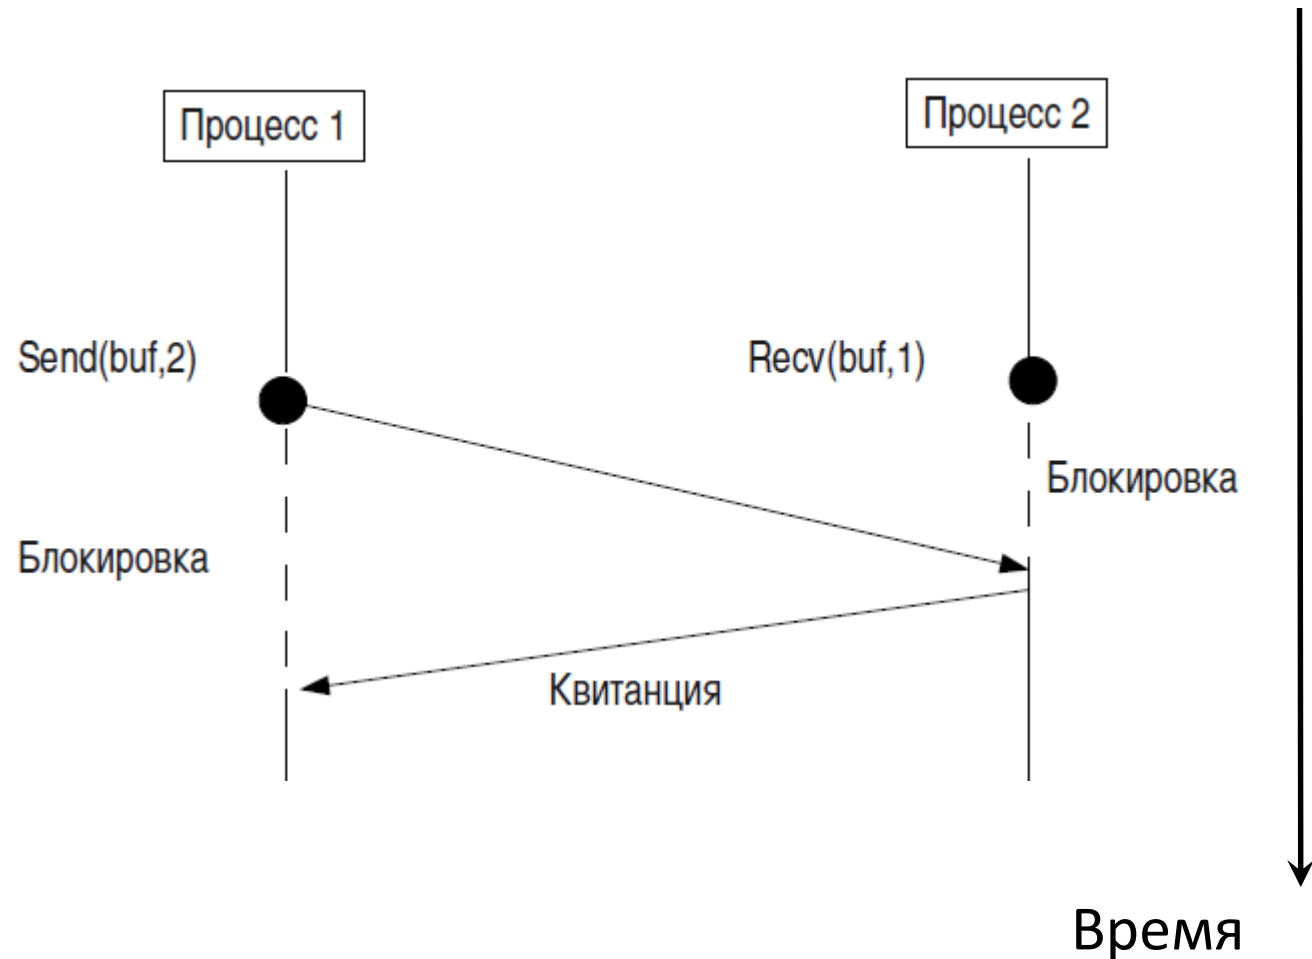 Процесс 1
Процесс 2
Send(buf,2)
Recv(buf,1)
Блокировка
Блокировка
Квитанция
Время